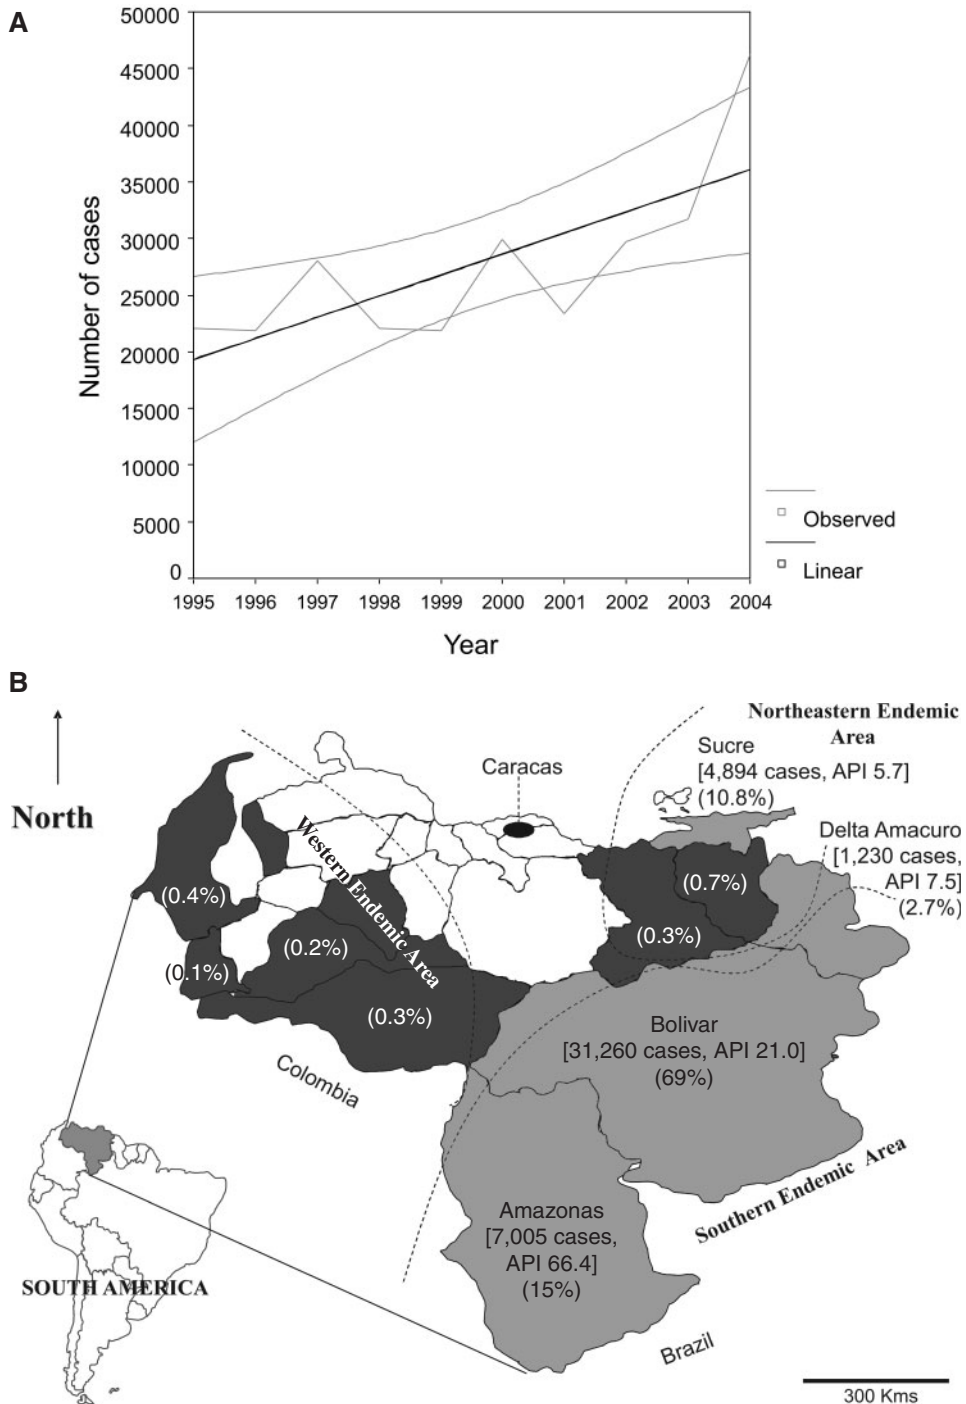 A
50000
45000
40000
35000
30000
25000
20000
15000
10000
5000
0
Number of cases
1995 1996 1997 1998 1999 2000 2001 2002 2003 2004
Year
Observed
Linear
B
North
Northeastern Endemic
Area
Sucre
[4,894 cases, API 5.7]
(10.8%)
Caracas
Delta Amacuro
[1,230 cases,
API 7.5]
(2.7%)
Western Endemic Area
(0.4%)
(0.7%)
(0.2%)
(0.3%)
(0.1%)
(0.3%)
Bolivar
[31,260 cases, API 21.0]
(69%)
Colombia
Southern Endemic Area
Amazonas
[7,005 cases,
API 66.4]
(15%)
SOUTH AMERICA
Brazil
300 Kms